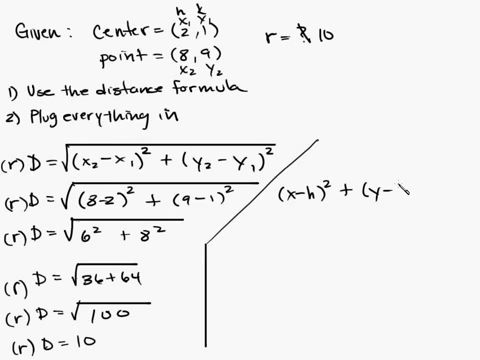 h k
Given: center = (2, 1)
x₁ y₁
point = (8, 9)
x₂ y₂
r = 10
1) Use the distance formula
2) Plug everything in
(r) D = √((x₂-x₁)² + (y₂-y₁)²)
(r) D = √((8-2)² + (9-1)²)
(r) D = √(6² + 8²)
(r) D = √(36+64)
(r) D = √100
(r) D = 10
(x-h)² + (y-